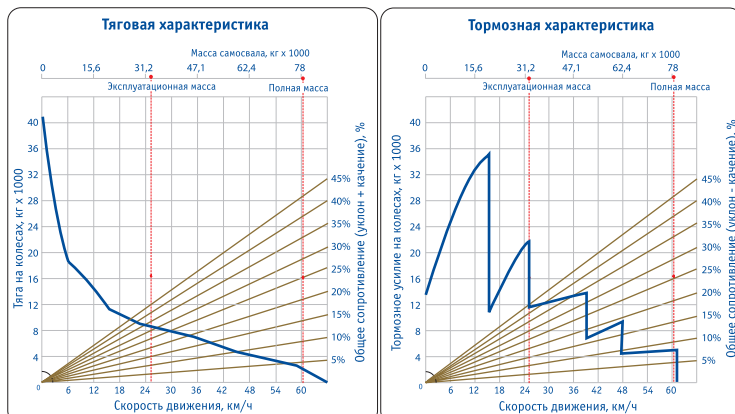 Тяговая характеристика
Масса самосвала, кг х 1000
0 15,6 31,2 47,1 62,4 78
Эксплуатационная масса Полная масса
Тяга на колесах, кг х 1000
40
36
32
28
24
20
16
12
8
4
0
6 12 18 24 30 36 42 48 54 60
Скорость движения, км/ч
45%
40%
35%
30%
25%
20%
15%
10%
5%
Общее сопротивление (уклон + качение), %
Тормозная характеристика
Масса самосвала, кг х 1000
0 15,6 31,2 47,1 62,4 78
Эксплуатационная масса Полная масса
Тормозное усилие на колесах, кг х 1000
40
36
32
28
24
20
16
12
8
4
0
6 12 18 24 30 36 42 48 54 60
Скорость движения, км/ч
45%
40%
35%
30%
25%
20%
15%
10%
5%
Общее сопротивление (уклон - качение), %